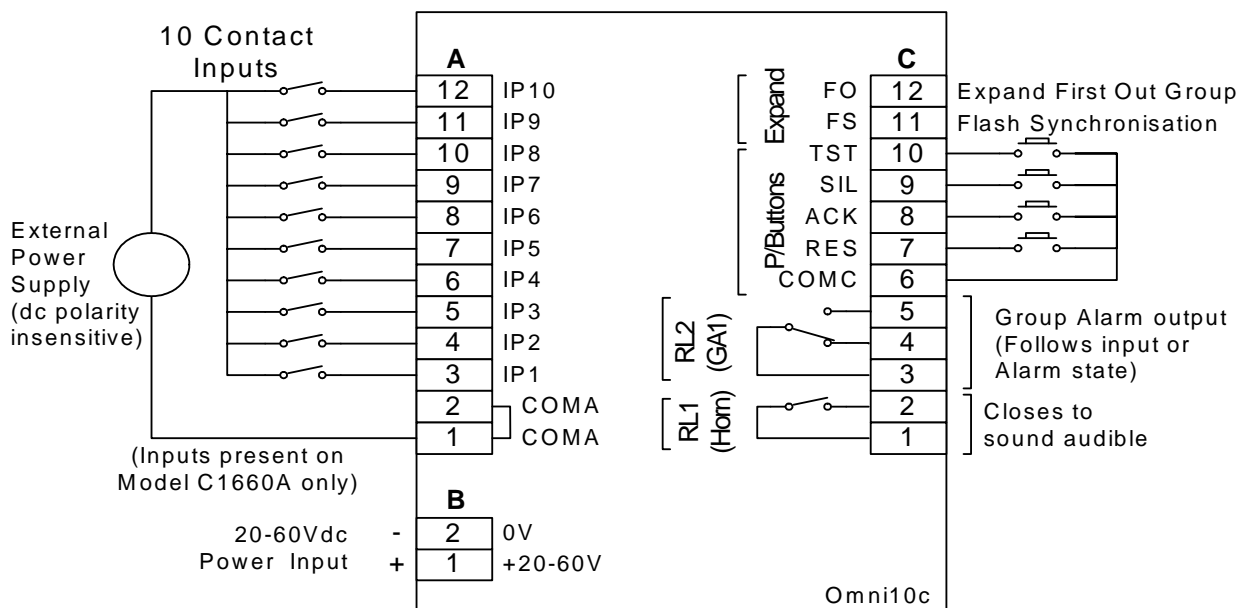 10 Contact
Inputs
A
12 IP10
11 IP9
10 IP8
9 IP7
8 IP6
7 IP5
6 IP4
5 IP3
4 IP2
3 IP1
2 COMA
1 COMA
External
Power
Supply
(dc polarity
insensitive)
(Inputs present on
Model C1660A only)
B
20-60Vdc - 2 0V
Power Input + 1 +20-60V
C
Expand
FO 12 Expand First Out Group
FS 11 Flash Synchronisation
P/Buttons
TST 10
SIL 9
ACK 8
RES 7
COMC 6
RL2
(GA1)
5
4
3
Group Alarm output
(Follows input or
Alarm state)
RL1
(Horn)
2
1
Closes to
sound audible
Omni10c